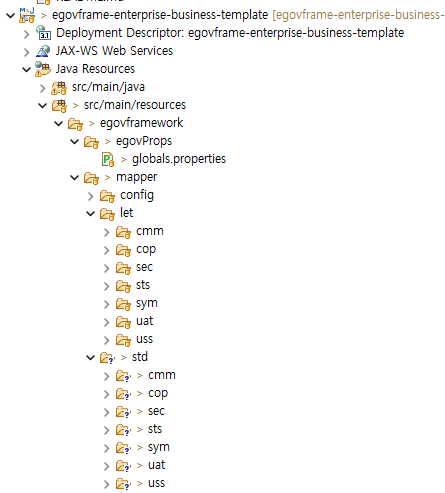 > egovframe-enterprise-business-template [egovframe-enterprise-business-
> Deployment Descriptor: egovframe-enterprise-business-template
> JAX-WS Web Services
Java Resources
> src/main/java
> src/main/resources
> egovframework
> egovProps
> globals.properties
> mapper
> config
let
> cmm
> cop
> sec
> sts
> sym
> uat
> uss
> std
> > cmm
> > cop
> > sec
> > sts
> > sym
> > uat
> > uss